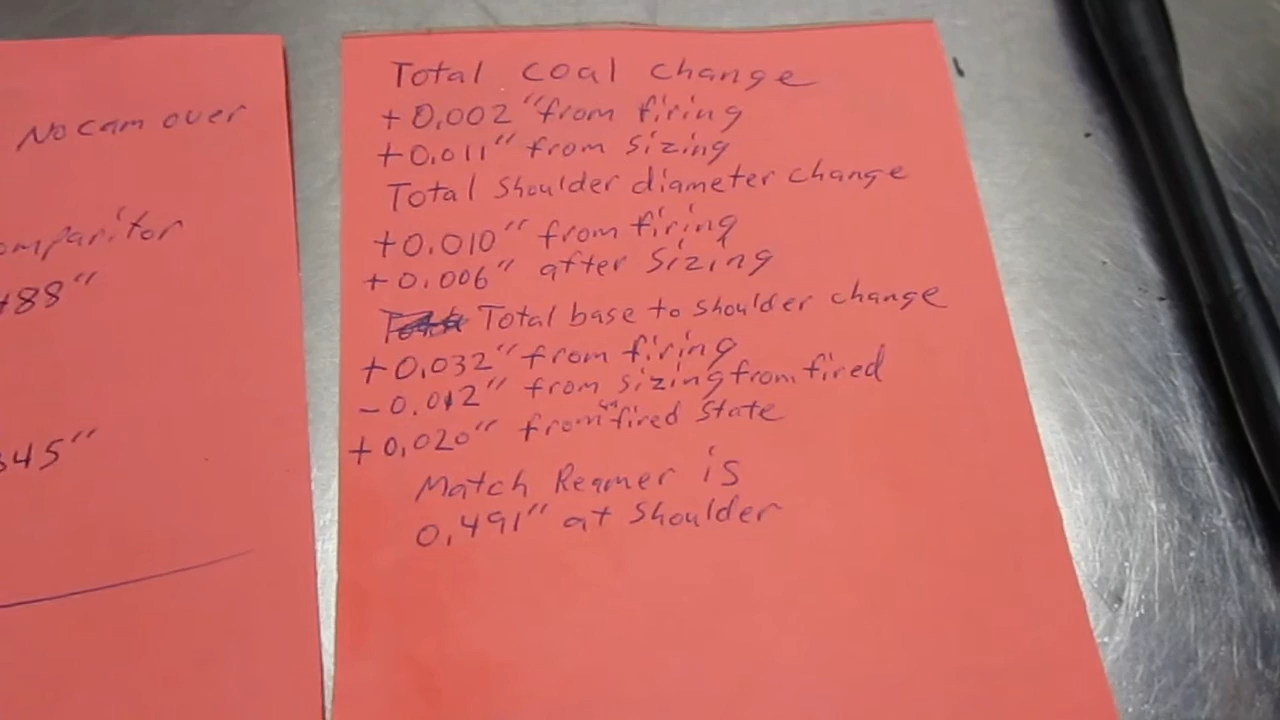 No cam over
omparitor
488"
345"
Total coal change
+0.002" from firing
+0.011" from sizing
Total shoulder diameter change
+0.010" from firing
+0.006" after sizing
Total base to shoulder change
+0.032" from firing
-0.012" from sizing from fired
+0.020" from "fired state
Match Reamer is
0.491" at shoulder